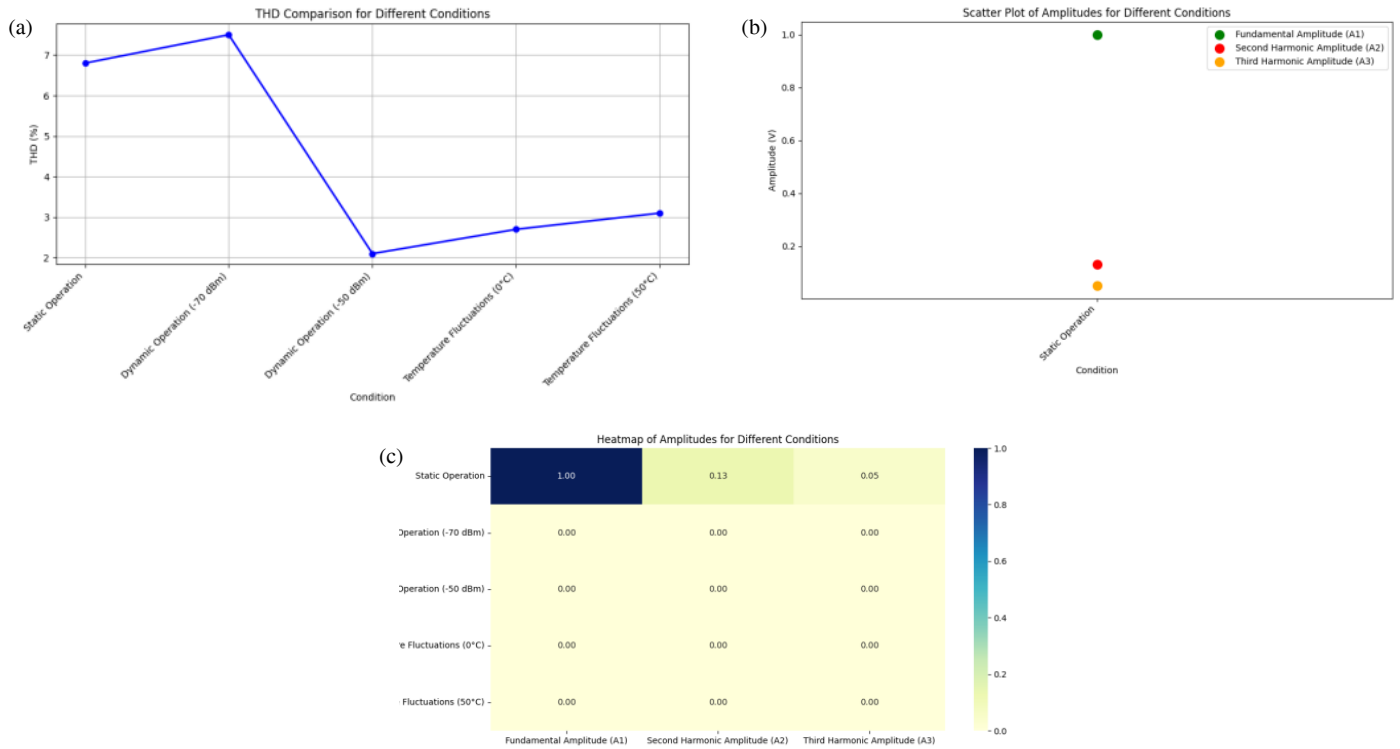 (a)
THD Comparison for Different Conditions
7
6
5
4
3
2
THD (%)
Static Operation
Dynamic Operation (-70 dBm)
Dynamic Operation (-50 dBm)
Temperature Fluctuations (0°C)
Temperature Fluctuations (50°C)
Condition
(b)
Scatter Plot of Amplitudes for Different Conditions
1.0
0.8
0.6
0.4
0.2
Amplitude (V)
Fundamental Amplitude (A1)
Second Harmonic Amplitude (A2)
Third Harmonic Amplitude (A3)
Static Operation
Condition
(c)
Heatmap of Amplitudes for Different Conditions
Static Operation 1.00 0.13 0.05
Operation (-70 dBm) 0.00 0.00 0.00
Operation (-50 dBm) 0.00 0.00 0.00
re Fluctuations (0°C) 0.00 0.00 0.00
Fluctuations (50°C) 0.00 0.00 0.00
Fundamental Amplitude (A1) Second Harmonic Amplitude (A2) Third Harmonic Amplitude (A3)
1.0
0.8
0.6
0.4
0.2
0.0